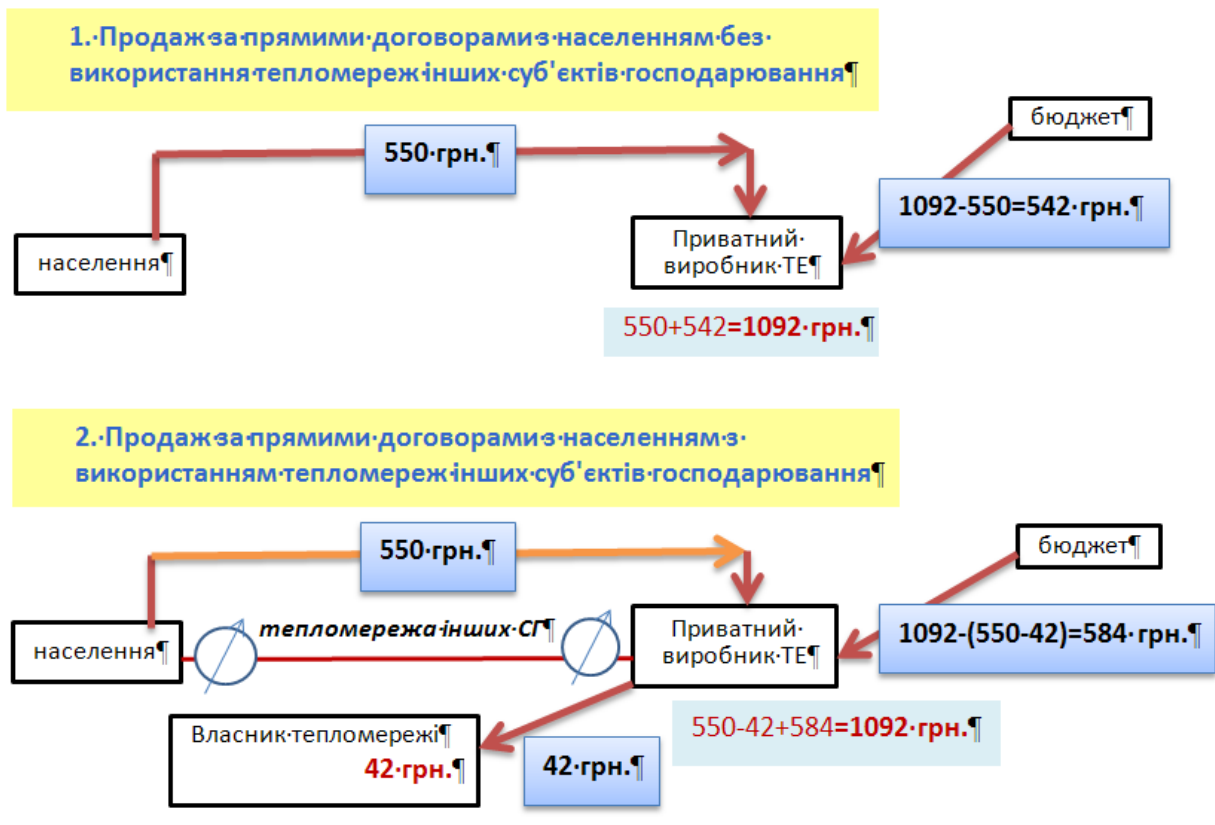 1.·Продаж·за·прямими·договорами·з·населенням·без·
використання·тепломереж·інших·суб'єктів·господарювання¶
бюджет¶
550·грн.¶
1092-550=542·грн.¶
населення¶
Приватний·
виробник·ТЕ¶
550+542=1092·грн.¶
2.·Продаж·за·прямими·договорами·з·населенням·з·
використанням·тепломереж·інших·суб'єктів·господарювання¶
550·грн.¶
бюджет¶
тепломережа·інших·СГ¶
населення¶
Приватний·
виробник·ТЕ¶
1092-(550-42)=584·грн.¶
Власник·тепломережі¶
42·грн.¶
42·грн.¶
550-42+584=1092·грн.¶